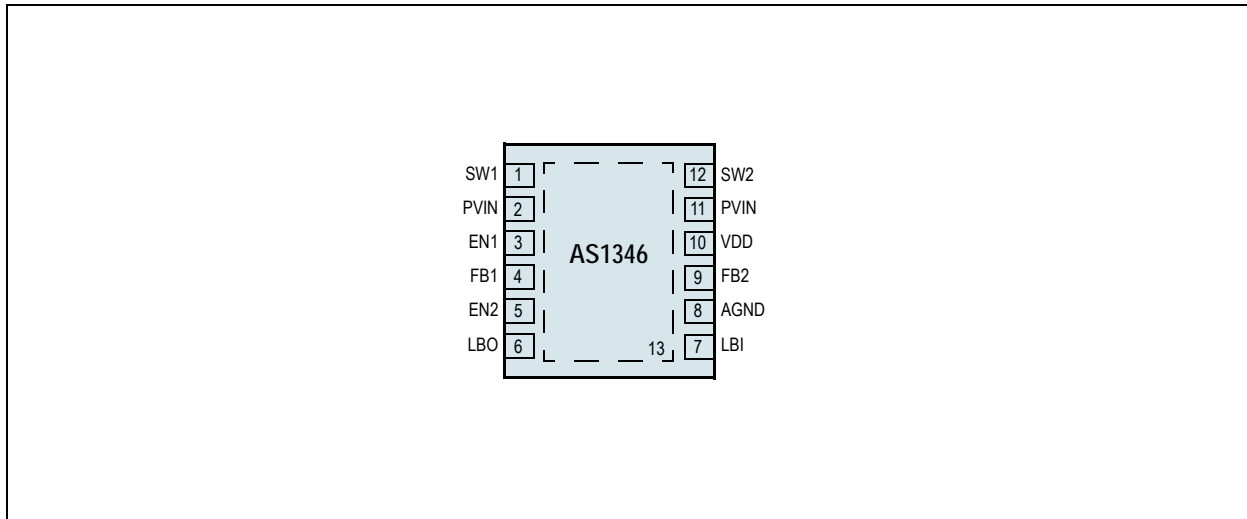 SW1 1 12 SW2
PVIN 2 11 PVIN
EN1 3 10 VDD
AS1346
FB1 4 9 FB2
EN2 5 8 AGND
LBO 6 13 7 LBI